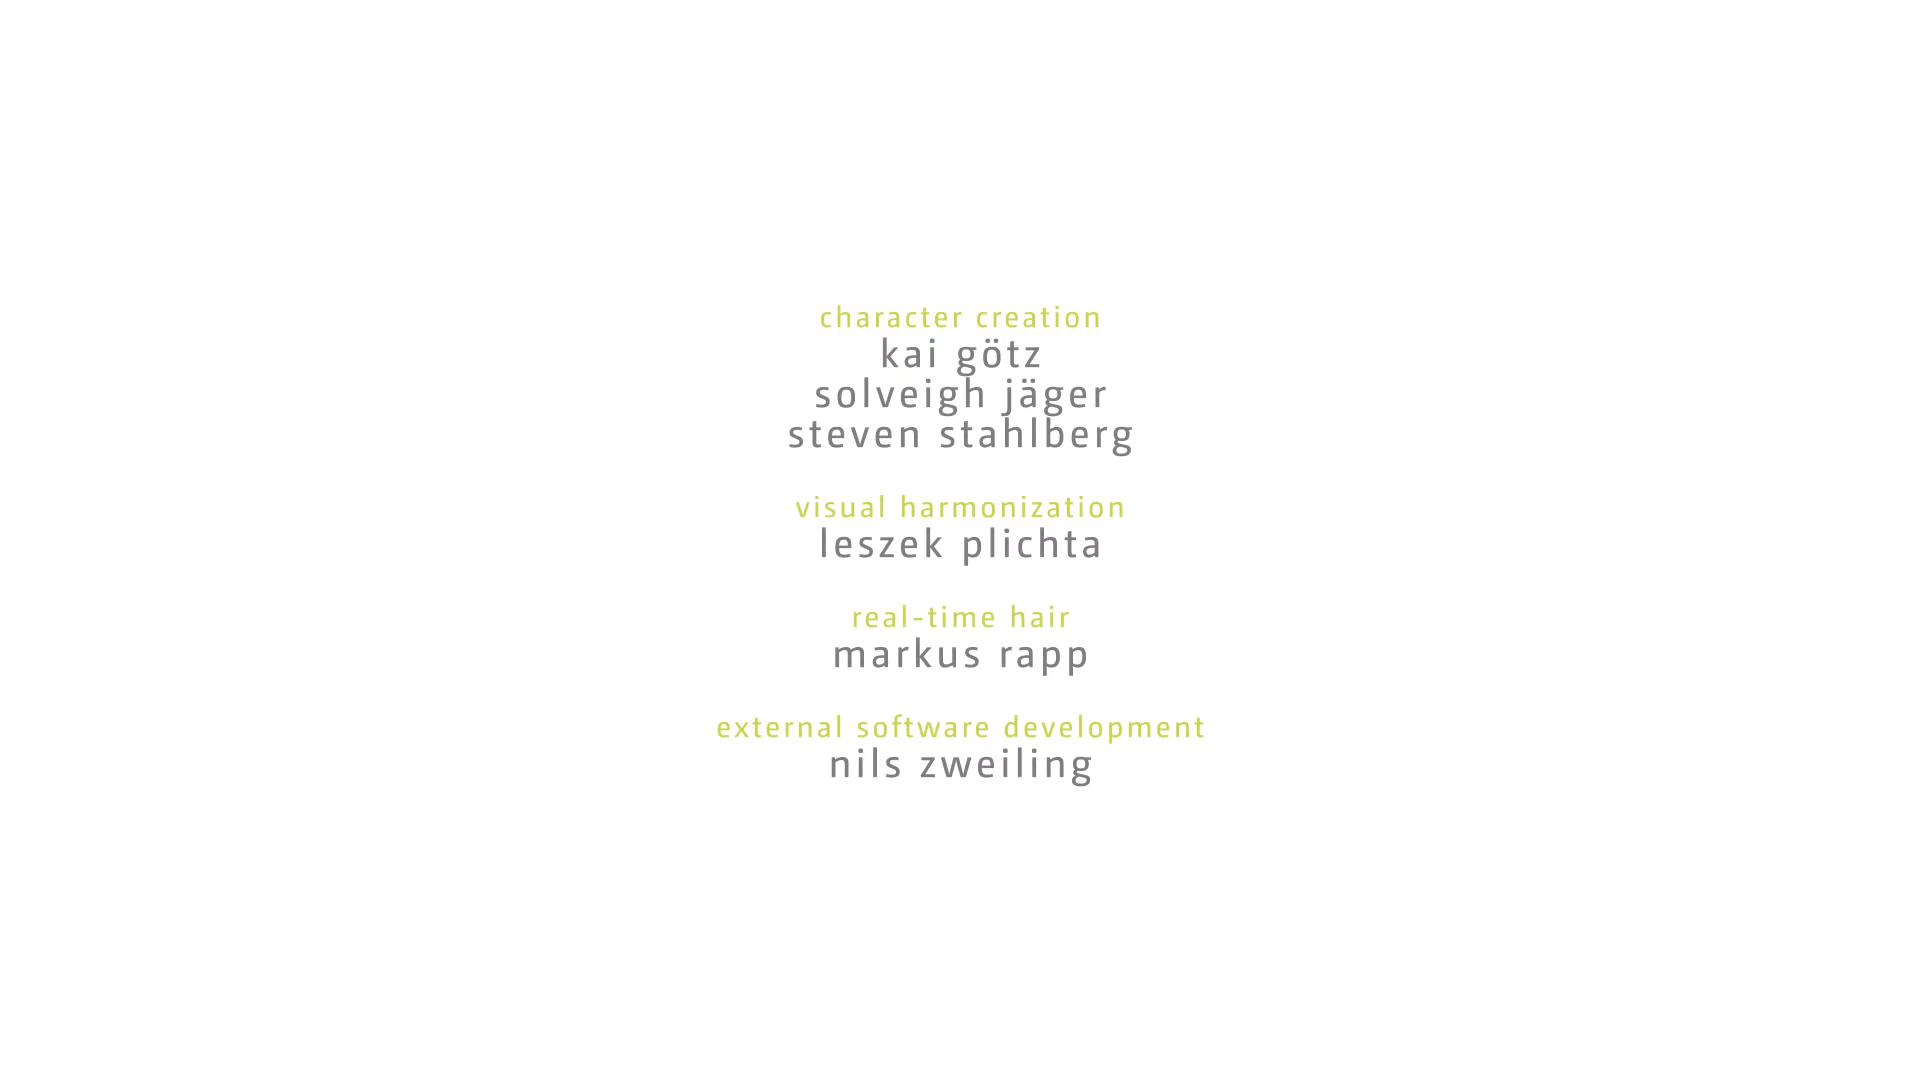 character creation
kai götz
solveigh jäger
steven stahlberg
visual harmonization
leszek plichta
real-time hair
markus rapp
external software development
nils zweiling